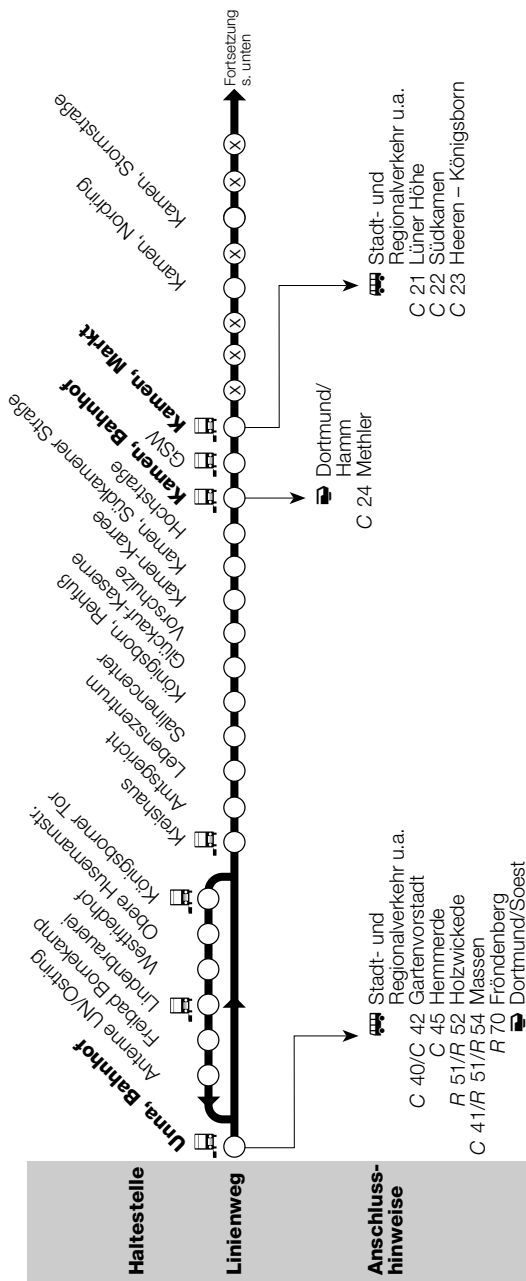 Haltestelle
Unna, Bahnhof
Antenne UN/Ostring
Freibad Bornekamp
Lindenbrauerei
Westfriedhof
Obere Husemannstr.
Königsborner Tor
Kreishaus
Amtsgericht
Lebenszentrum
Salinencenter
Königsborn, Rehfuß
Glückauf-Kaserne
Vorschulze
Kamen-Karree
Kamen, Südkamener Straße
Hochstraße
Kamen, Bahnhof
GSW
Kamen, Markt
Kamen, Nordring
Kamen, Stormstraße
Linienweg
X
X
X
X
X
X
Fortsetzung
s. unten
Anschluss-
hinweise
Stadt- und
Regionalverkehr u.a.
C 40/C 42 Gartenvorstadt
C 45 Hemmerde
R 51/R 52 Holzwickede
C 41/R 51/R 54 Massen
R 70 Fröndenberg
Dortmund/Soest
Dortmund/
Hamm
C 24 Methler
Stadt- und
Regionalverkehr u.a.
C 21 Lüner Höhe
C 22 Südkamen
C 23 Heeren – Königsborn